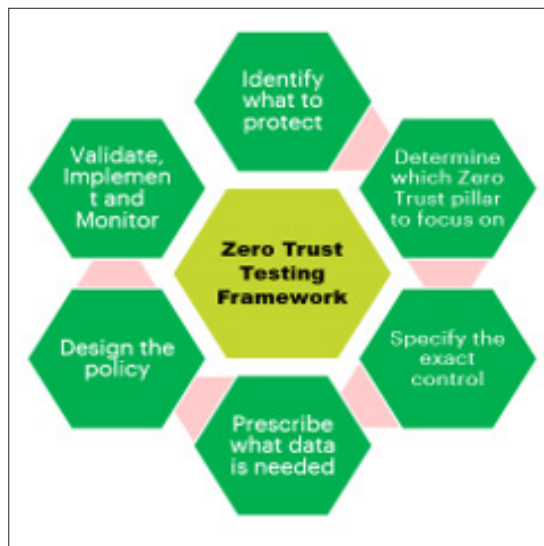 Identify
what to
protect
Determine
which Zero
Trust pillar
to focus on
Specify the
exact
control
Prescribe
what data
is needed
Design the
policy
Validate,
Implemen
t and
Monitor
Zero Trust
Testing
Framework